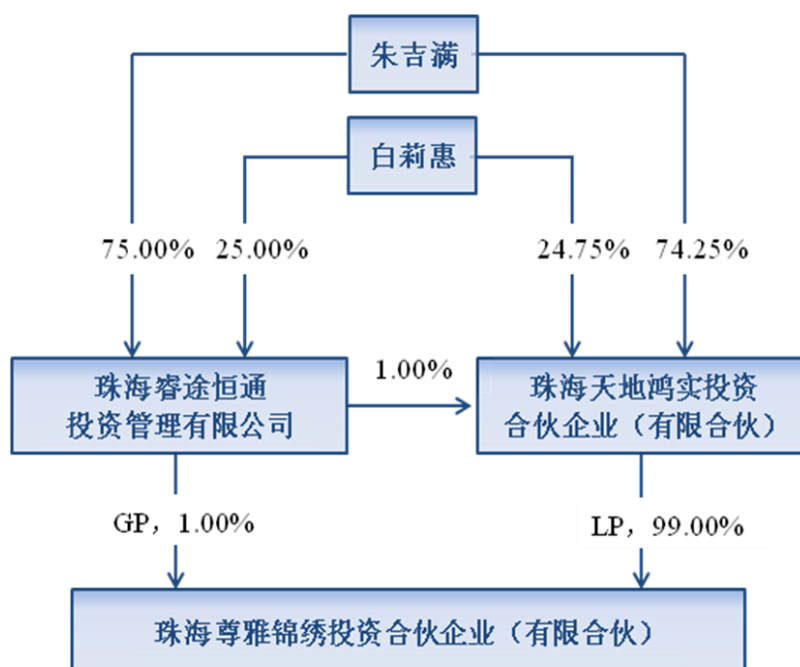 朱吉满
白莉惠
75.00%
25.00%
24.75%
74.25%
珠海睿途恒通
投资管理有限公司
1.00%
珠海天地鸿实投资
合伙企业（有限合伙）
GP，1.00%
LP，99.00%
珠海尊雅锦绣投资合伙企业（有限合伙）